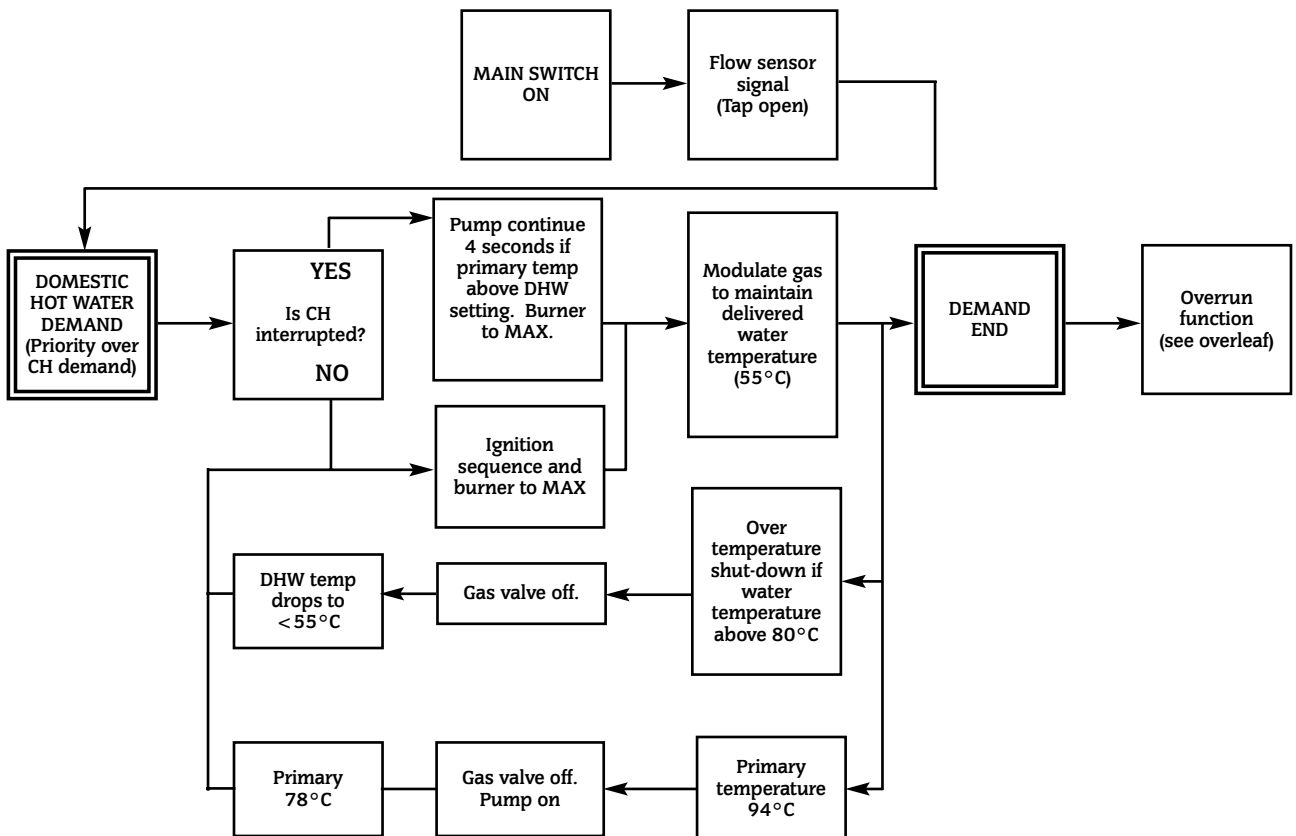 MAIN SWITCH
ON
Flow sensor
signal
(Tap open)
DOMESTIC
HOT WATER
DEMAND
(Priority over
CH demand)
YES
Is CH
interrupted?
NO
Pump continue
4 seconds if
primary temp
above DHW
setting. Burner
to MAX.
Modulate gas
to maintain
delivered
water
temperature
(55°C)
DEMAND
END
Overrun
function
(see overleaf)
Ignition
sequence and
burner to MAX
DHW temp
drops to
<55°C
Gas valve off.
Over
temperature
shut-down if
water
temperature
above 80°C
Primary
78°C
Gas valve off.
Pump on
Primary
temperature
94°C